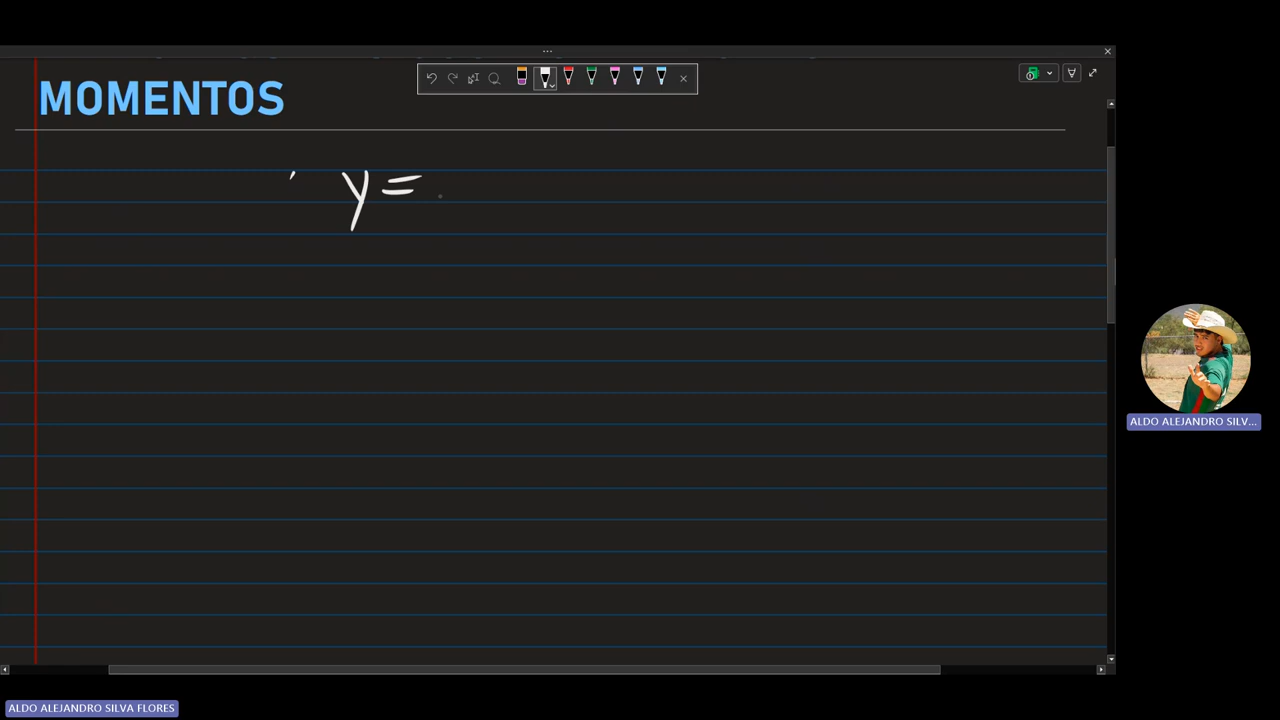 MOMENTOS
y =
ALDO ALEJANDRO SILV...
ALDO ALEJANDRO SILVA FLORES